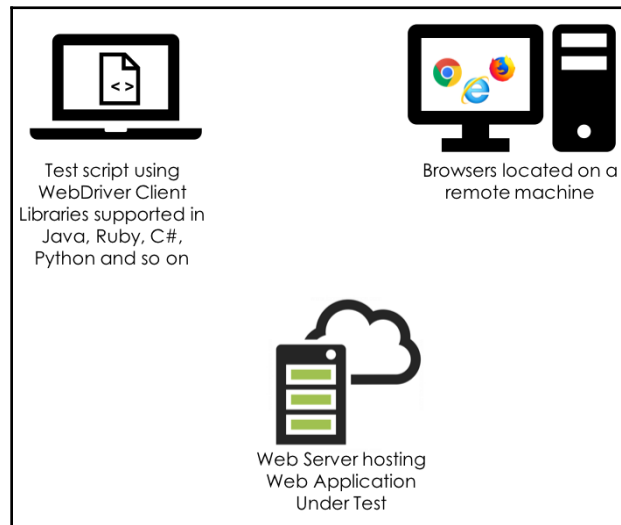 < >
Test script using
WebDriver Client
Libraries supported in
Java, Ruby, C#,
Python and so on
Browsers located on a
remote machine
Web Server hosting
Web Application
Under Test